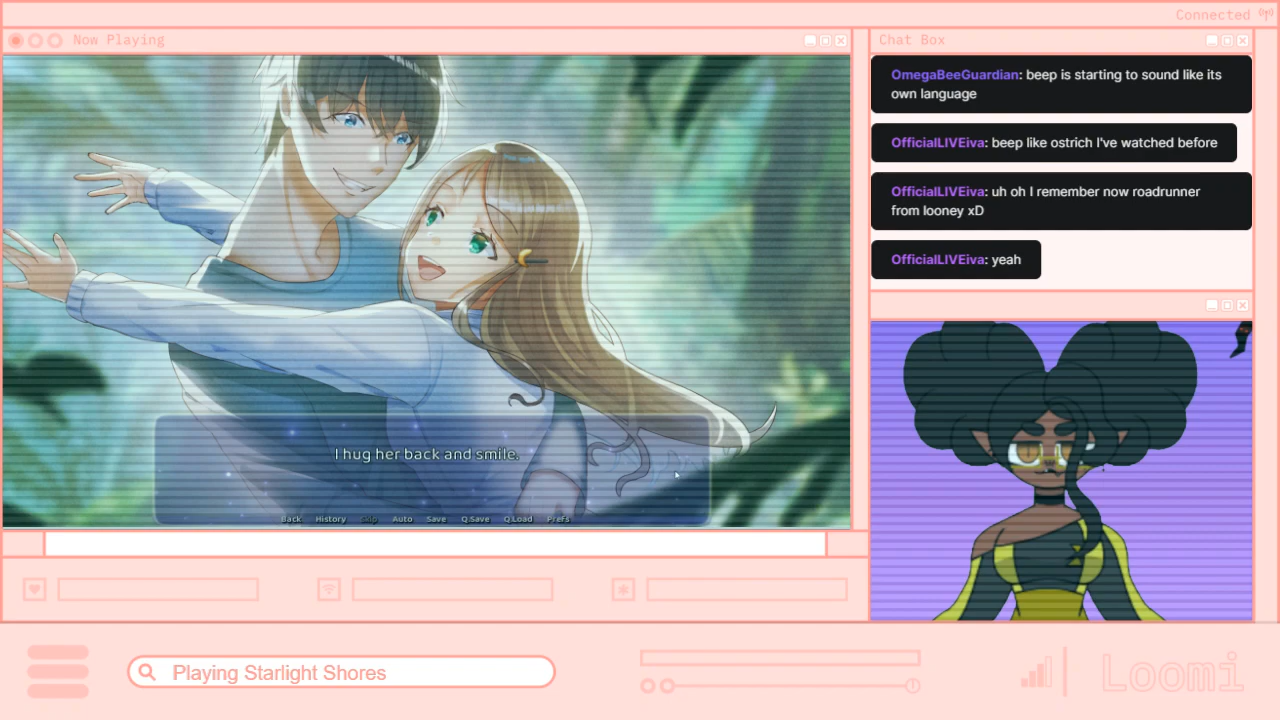 Connected
Now Playing
Chat Box
OmegaBeeGuardian: beep is starting to sound like its
own language
OfficialLIVEiva: beep like ostrich I've watched before
OfficialLIVEiva: uh oh I remember now roadrunner
from looney xD
OfficialLIVEiva: yeah
I hug her back and smile.
Back History Skip Auto Save Q.Save Q.Load Prefs
Playing Starlight Shores
Loomi